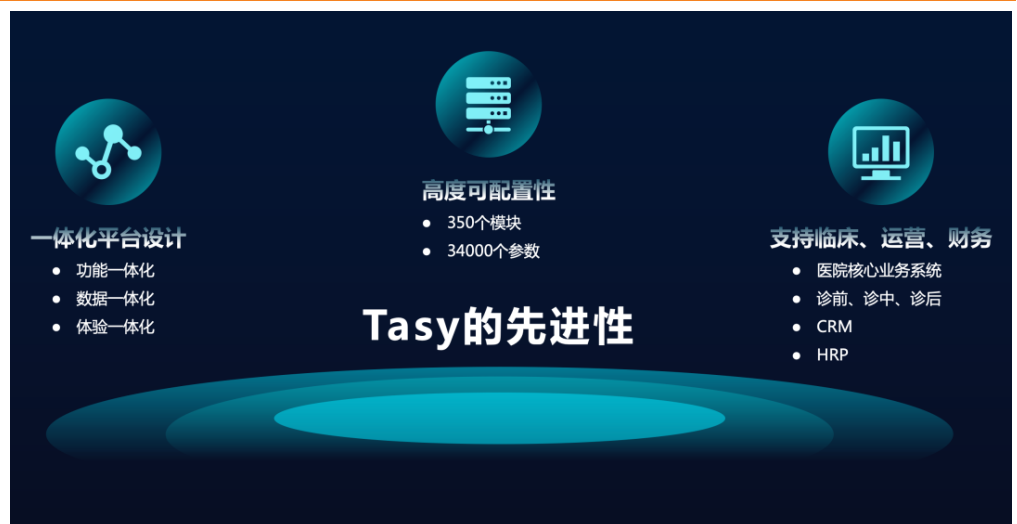 一体化平台设计
功能一体化
数据一体化
体验一体化
高度可配置性
350个模块
34000个参数
支持临床、运营、财务
医院核心业务系统
诊前、诊中、诊后
CRM
HRP
Tasy的先进性